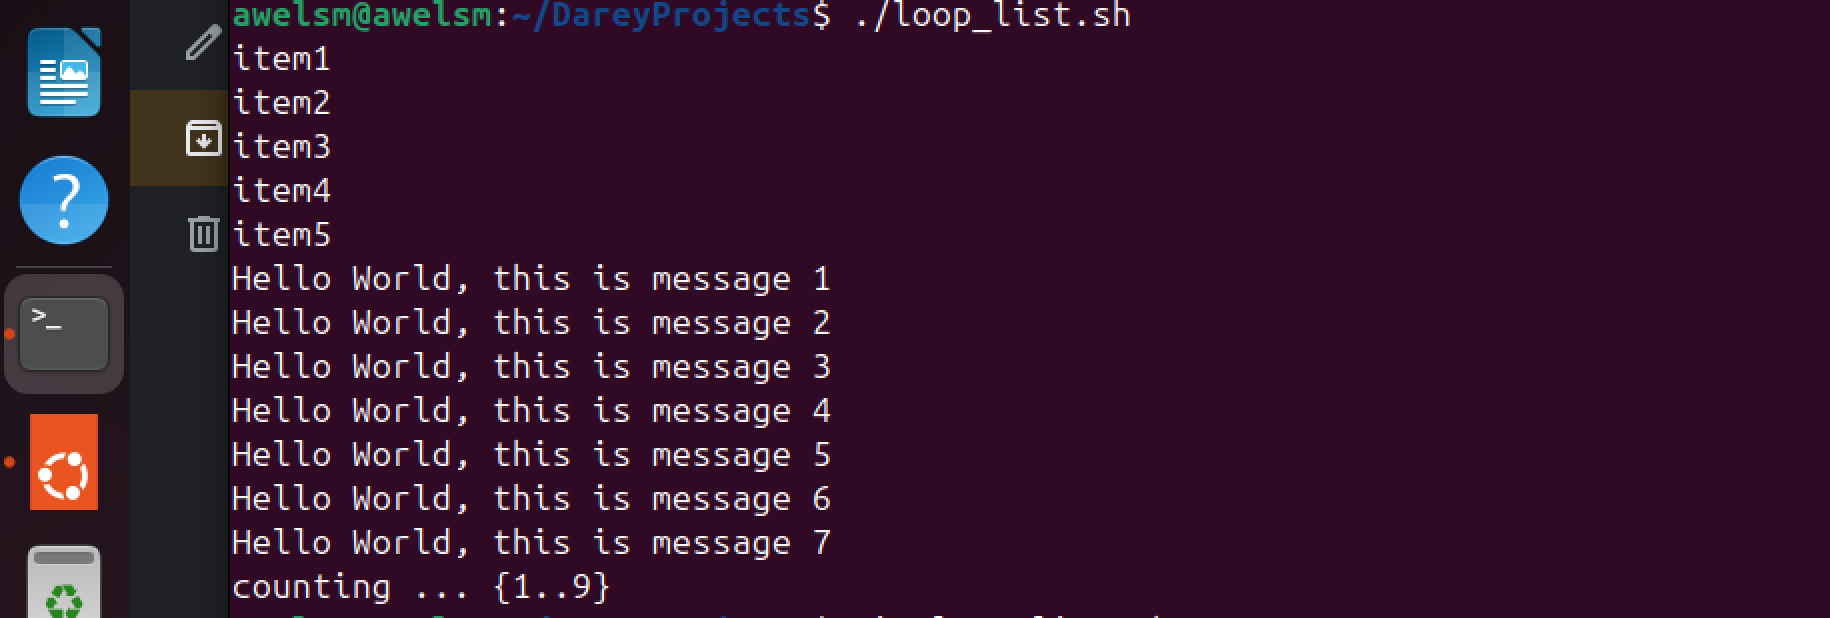 awelsm@awelsm:~/DareyProjects$ ./loop_list.sh
item1
item2
item3
item4
item5
Hello World, this is message 1
Hello World, this is message 2
Hello World, this is message 3
Hello World, this is message 4
Hello World, this is message 5
Hello World, this is message 6
Hello World, this is message 7
counting ... {1..9}